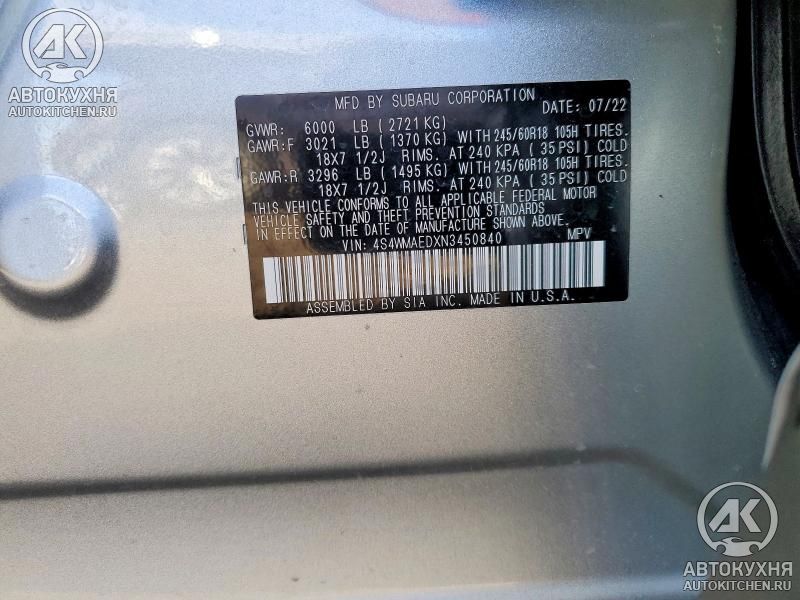 AK
АВТОКУХНЯ
AUTOKITCHEN.RU
MFD BY SUBARU CORPORATION DATE: 07/22
GVWR: 6000 LB ( 2721 KG)
GAWR:F 3021 LB ( 1370 KG) WITH 245/60R18 105H TIRES.
18X7 1/2J RIMS. AT 240 KPA ( 35 PSI) COLD
GAWR:R 3296 LB ( 1495 KG) WITH 245/60R18 105H TIRES.
18X7 1/2J RIMS. AT 240 KPA ( 35 PSI) COLD
THIS VEHICLE CONFORMS TO ALL APPLICABLE FEDERAL MOTOR
VEHICLE SAFETY AND THEFT PREVENTION STANDARDS
IN EFFECT ON THE DATE OF MANUFACTURE SHOWN ABOVE.
VIN: 4S4WMAEDXN3450840 MPV
ASSEMBLED BY SIA INC. MADE IN U.S.A.
AK
АВТОКУХНЯ
AUTOKITCHEN.RU